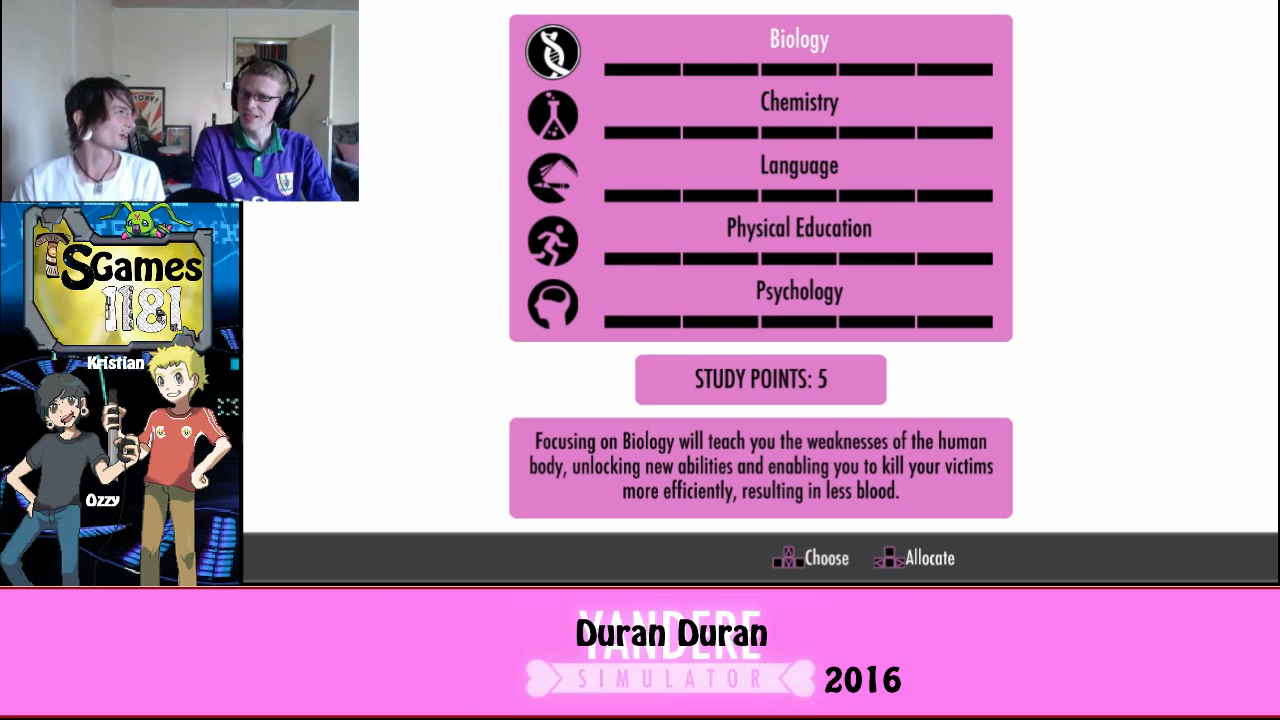 Biology
Chemistry
Language
Physical Education
Psychology
STUDY POINTS: 5
Focusing on Biology will teach you the weaknesses of the human
body, unlocking new abilities and enabling you to kill your victims
more efficiently, resulting in less blood.
Choose
Allocate
SGames
1181
Kristian
Ozzy
YANDERE
Duran Duran
SIMULATOR
2016